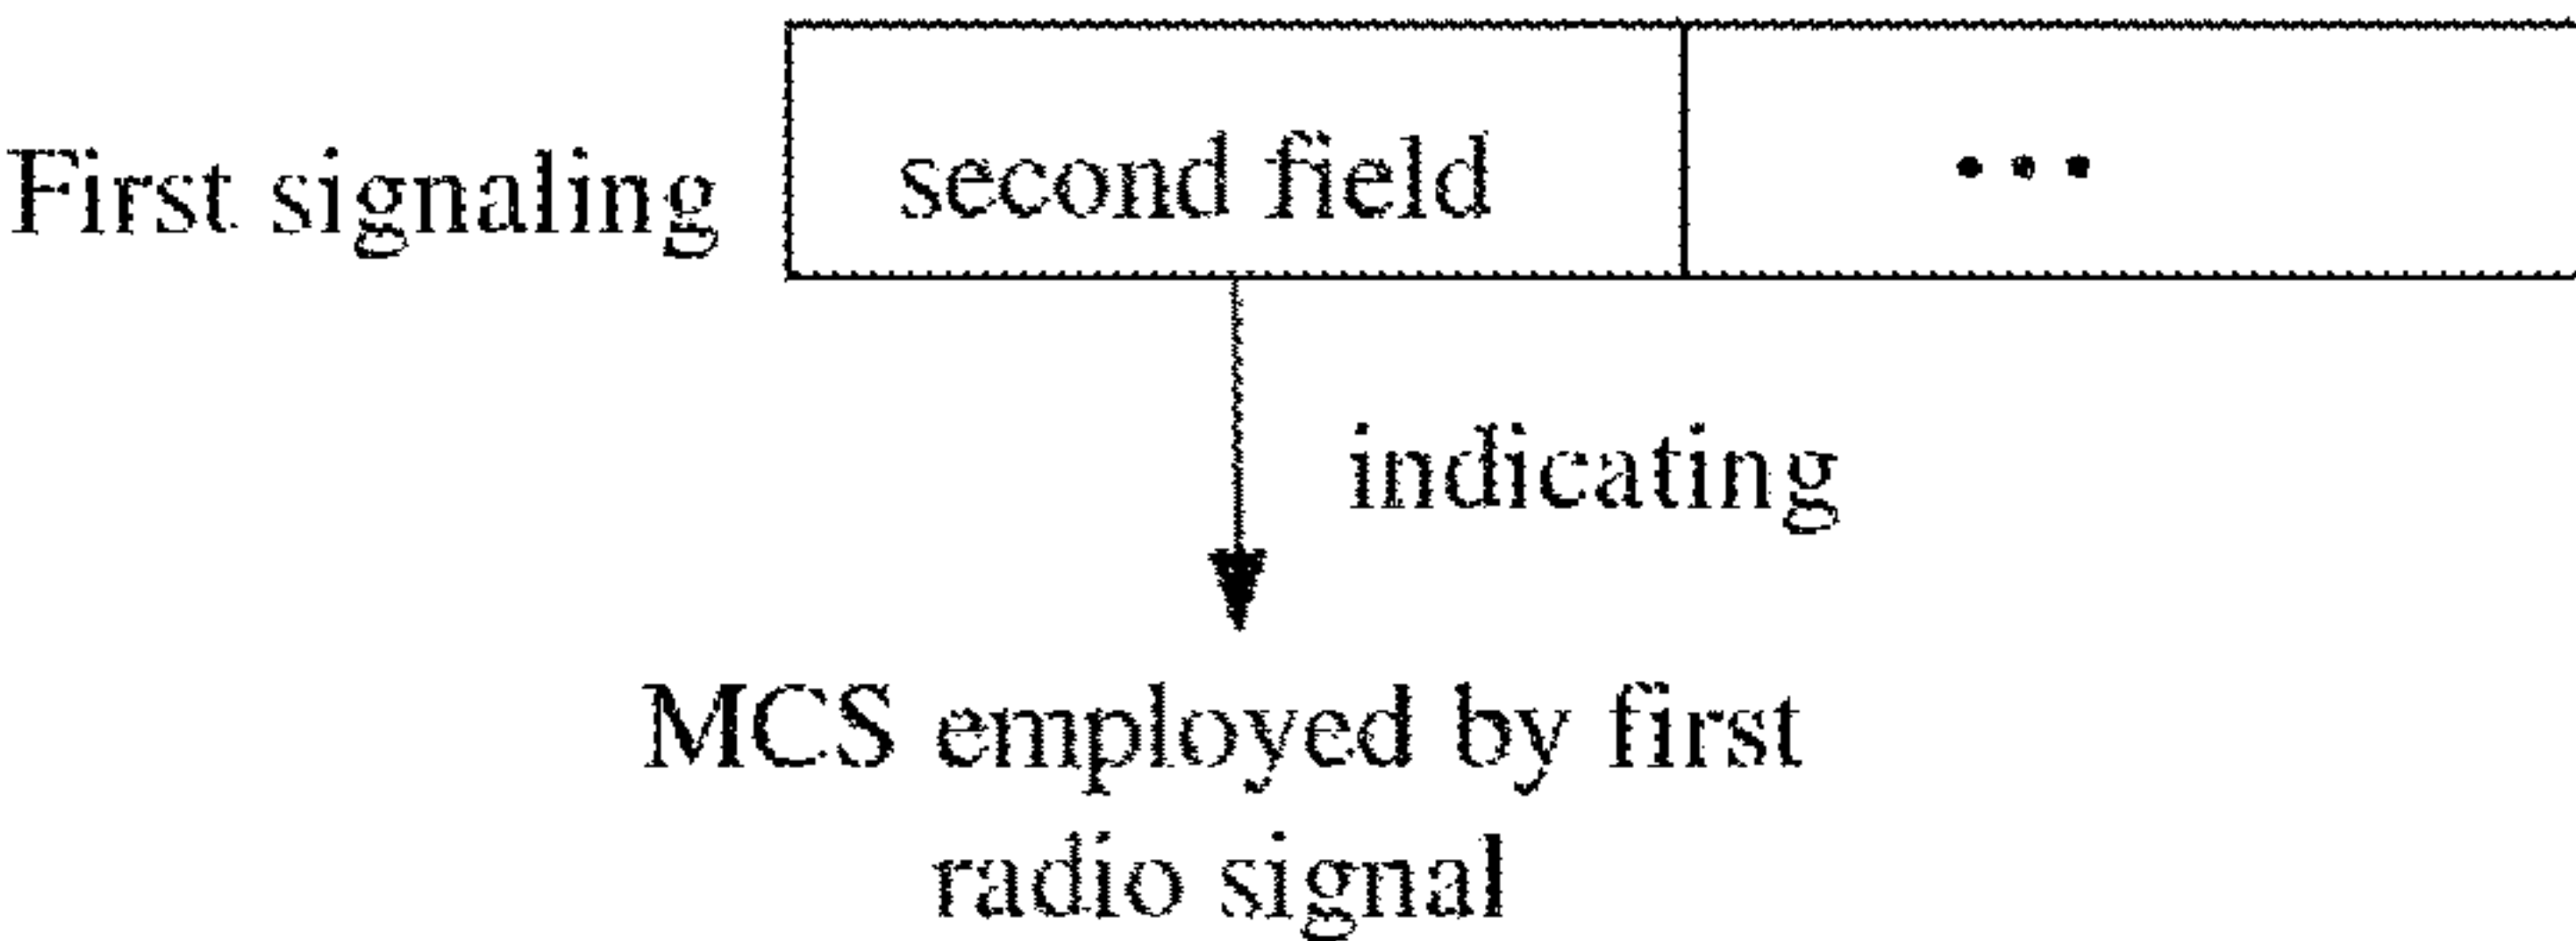 First signaling second field •••
indicating
MCS employed by first
radio signal